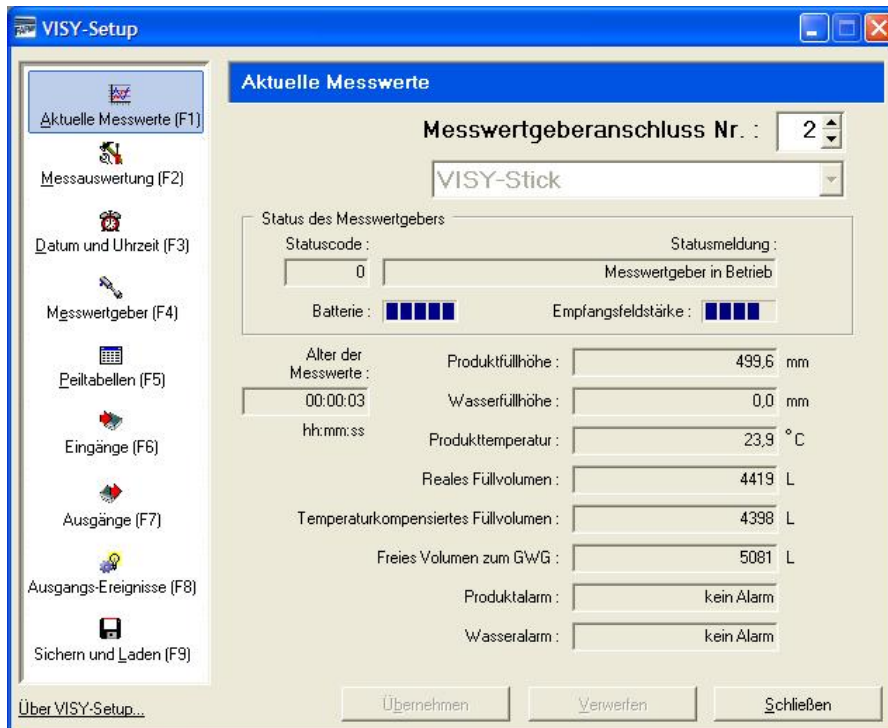 VISY-Setup
Aktuelle Messwerte (F1)
Messauswertung (F2)
Datum und Uhrzeit (F3)
Messwertgeber (F4)
Peiltabellen (F5)
Eingänge (F6)
Ausgänge (F7)
Ausgangs-Ereignisse (F8)
Sichern und Laden (F9)
Über VISY-Setup...
Aktuelle Messwerte
Messwertgeberanschluss Nr. : 2
VISY-Stick
Status des Messwertgebers
Statuscode : Statusmeldung :
0 Messwertgeber in Betrieb
Batterie : Empfangsfeldstärke :
Alter der
Messwerte :
00:00:03
hh:mm:ss
Produktfüllhöhe : 499,6 mm
Wasserfüllhöhe : 0,0 mm
Produkttemperatur : 23,9 °C
Reales Füllvolumen : 4419 L
Temperaturkompensiertes Füllvolumen : 4398 L
Freies Volumen zum GWG : 5081 L
Produktalarm : kein Alarm
Wasseralarm : kein Alarm
Übernehmen Verwerfen Schließen